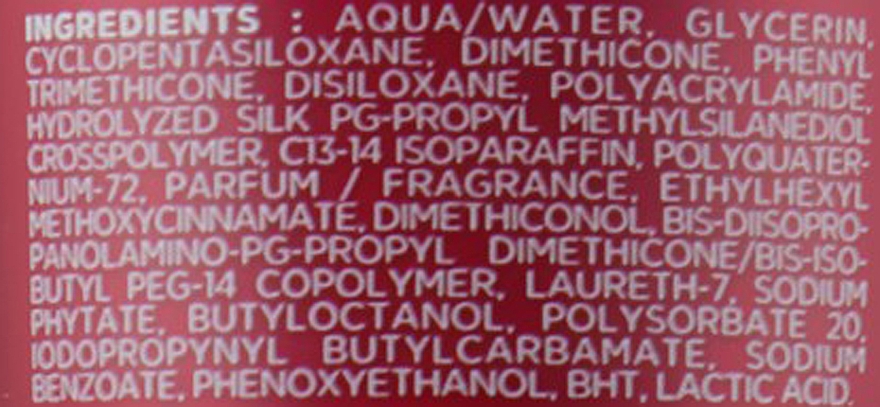 INGREDIENTS : AQUA/WATER, GLYCERIN,
CYCLOPENTASILOXANE, DIMETHICONE, PHENYL
TRIMETHICONE, DISILOXANE, POLYACRYLAMIDE,
HYDROLYZED SILK PG-PROPYL METHYLSILANEDIOL
CROSSPOLYMER, C13-14 ISOPARAFFIN, POLYQUATER-
NIUM-72, PARFUM / FRAGRANCE, ETHYLHEXYL
METHOXYCINNAMATE, DIMETHICONOL, BIS-DIISOPRO-
PANOLAMINO-PG-PROPYL DIMETHICONE/BIS-ISO-
BUTYL PEG-14 COPOLYMER, LAURETH-7, SODIUM
PHYTATE, BUTYLOCTANOL, POLYSORBATE 20,
IODOPROPYNYL BUTYLCARBAMATE, SODIUM
BENZOATE, PHENOXYETHANOL, BHT, LACTIC ACID.